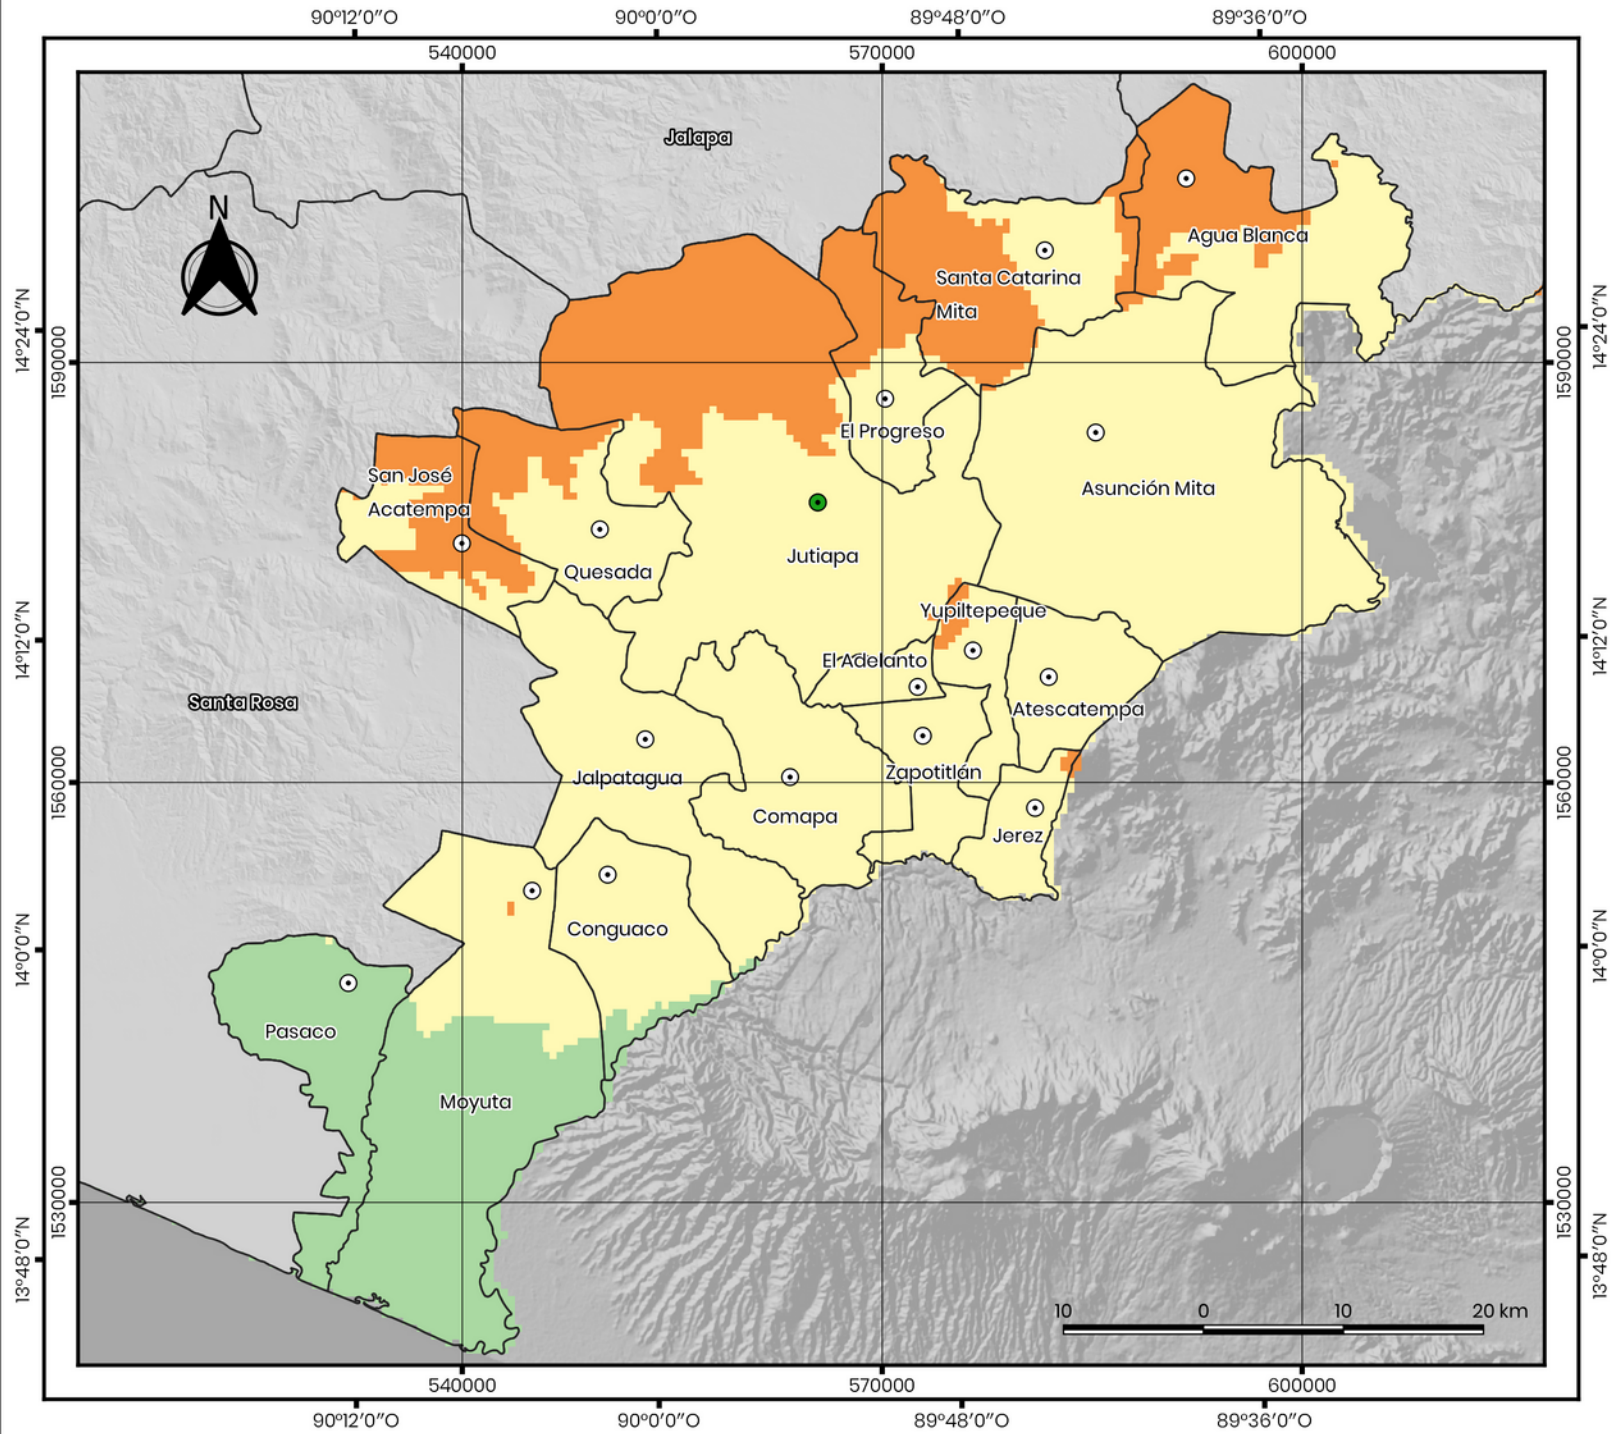 90°12'0"O 90°0'0"O 89°48'0"O 89°36'0"O
540000 570000 600000
Jalapa
N
Agua Blanca
Santa Catarina
Mita
14°24'0"N
1590000
1590000
14°24'0"N
El Progreso
San José
Acatempa
Asunción Mita
Jutiapa
Quesada
Yupiltepeque
14°12'0"N
14°12'0"N
El Adelanto
Santa Rosa
Atescatempa
Zapotitlán
Jalpatagua
1560000
1560000
Comapa
Jerez
Conguaco
14°0'0"N
14°0'0"N
Pasaco
Moyuta
1530000
1530000
13°48'0"N
13°48'0"N
10 0 10 20 km
540000 570000 600000
90°12'0"O 90°0'0"O 89°48'0"O 89°36'0"O